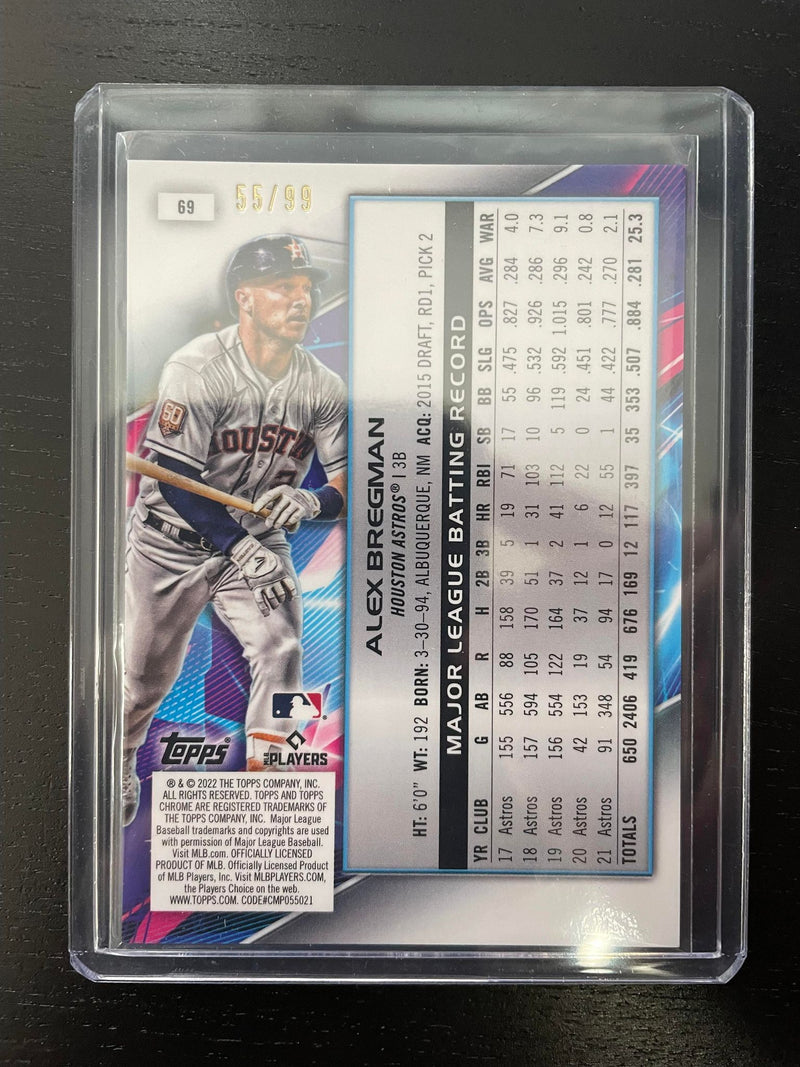 69
55/99
HOUSTON
60
ALEX BREGMAN
HOUSTON ASTROS® | 3B
HT: 6'0" WT: 192 BORN: 3-30-94, ALBUQUERQUE, NM ACQ: 2015 DRAFT, RD1, PICK 2
MAJOR LEAGUE BATTING RECORD
YR CLUB G AB R H 2B 3B HR RBI SB BB SLG OPS AVG WAR
17 Astros 155 556 88 158 39 5 19 71 17 55 .475 .827 .284 4.0
18 Astros 157 594 105 170 51 1 31 103 10 96 .532 .926 .286 7.3
19 Astros 156 554 122 164 37 2 41 112 5 119 .592 1.015 .296 9.1
20 Astros 42 153 19 37 12 1 6 22 0 24 .451 .801 .242 0.8
21 Astros 91 348 54 94 17 0 12 55 1 44 .422 .777 .270 2.1
TOTALS 650 2406 419 676 169 12 117 397 35 353 .507 .884 .281 25.3
Topps®
MLB PLAYERS
® & © 2022 THE TOPPS COMPANY, INC.
ALL RIGHTS RESERVED. TOPPS AND TOPPS
CHROME ARE REGISTERED TRADEMARKS OF
THE TOPPS COMPANY, INC. Major League
Baseball trademarks and copyrights are used
with permission of Major League Baseball.
Visit MLB.com. OFFICIALLY LICENSED
PRODUCT OF MLB. Officially Licensed Product
of MLB Players, Inc. Visit MLBPLAYERS.COM,
the Players Choice on the web.
WWW.TOPPS.COM. CODE#CMP055021